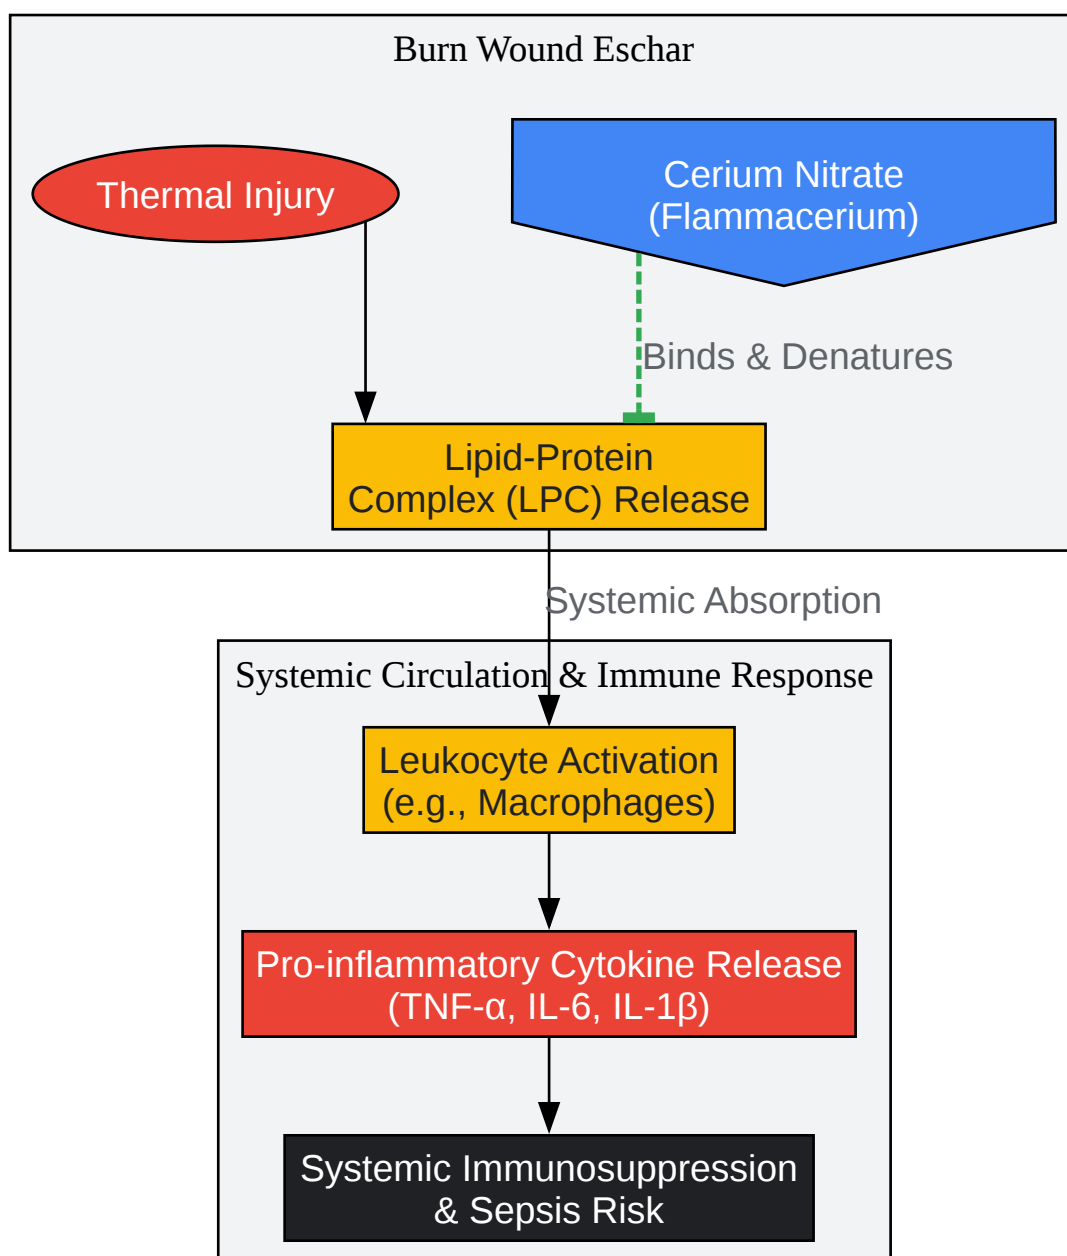 Burn Wound Eschar
Thermal Injury
Cerium Nitrate
(Flammacerium)
Binds & Denatures
Lipid-Protein
Complex (LPC) Release
Systemic Absorption
Systemic Circulation & Immune Response
Leukocyte Activation
(e.g., Macrophages)
Pro-inflammatory Cytokine Release
(TNF-α, IL-6, IL-1β)
Systemic Immunosuppression
& Sepsis Risk